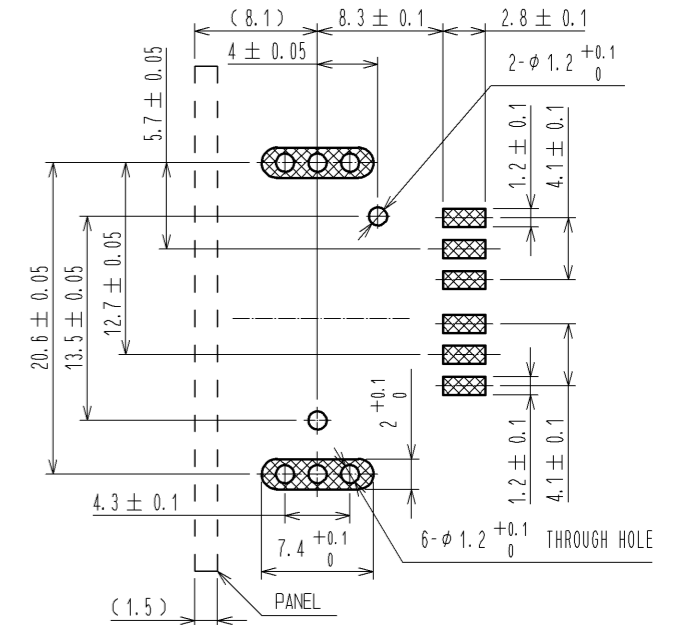 (8.1)
8.3 ± 0.1
2.8 ± 0.1
4 ± 0.05
2-φ 1.2 +0.1 0
5.7 ± 0.05
1.2 ± 0.1
4.1 ± 0.1
20.6 ± 0.05
13.5 ± 0.05
12.7 ± 0.05
2 +0.1 0
1.2 ± 0.1
4.1 ± 0.1
4.3 ± 0.1
7.4 +0.1 0
6-φ 1.2 +0.1 0 THROUGH HOLE
(1.5)
PANEL